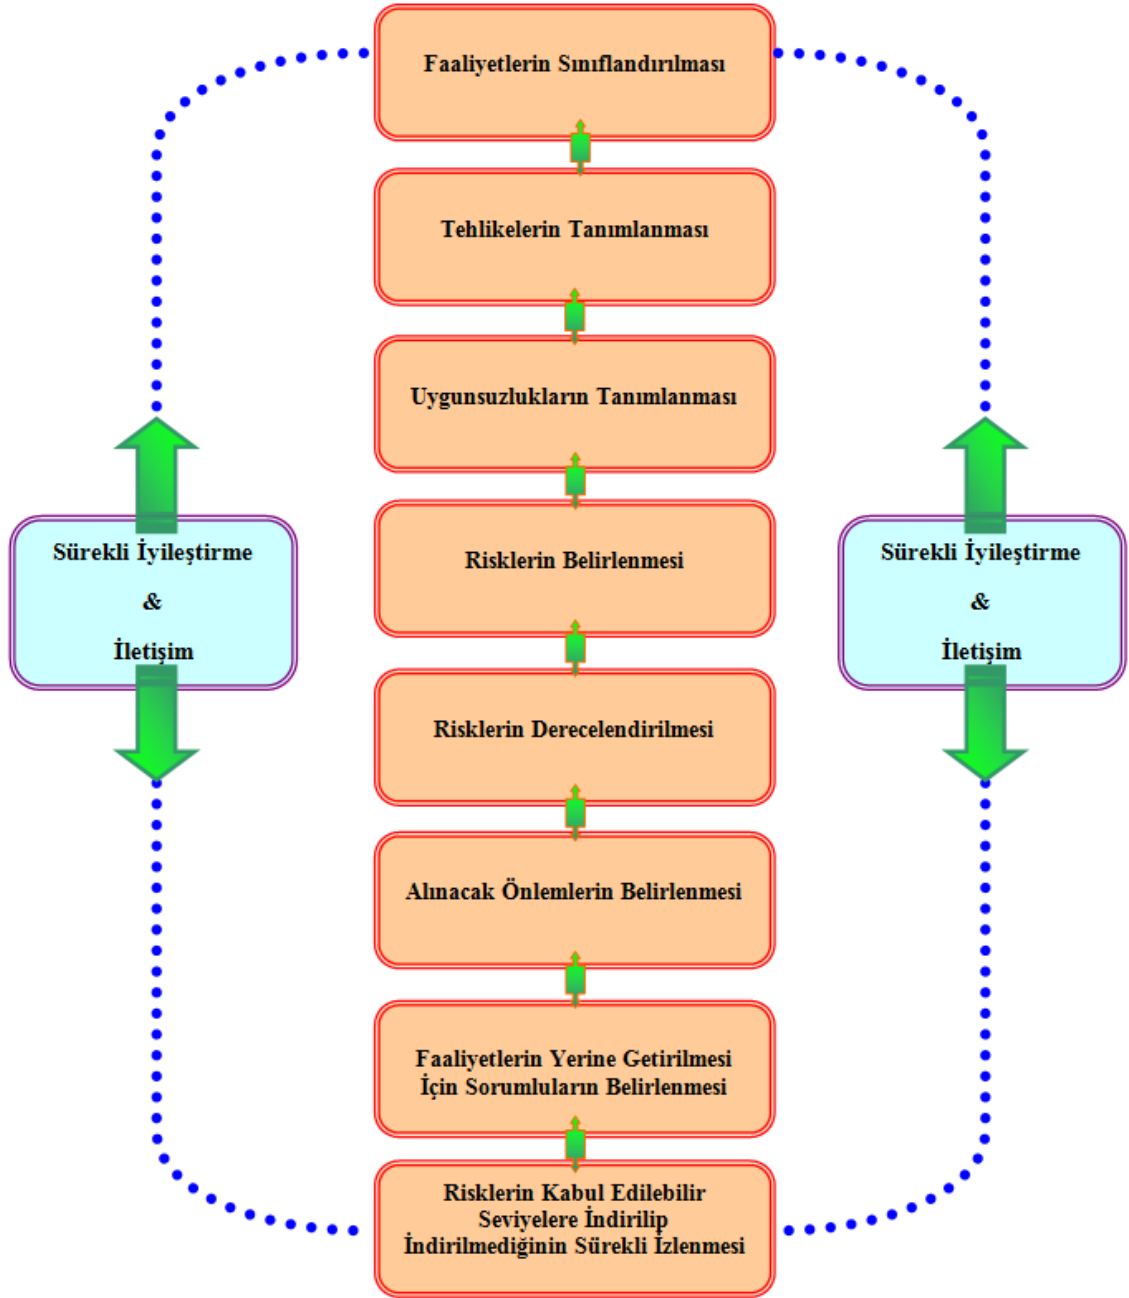 Faaliyetlerin Sınıflandırılması
Tehlikelerin Tanımlanması
Uygunsuzlukların Tanımlanması
Risklerin Belirlenmesi
Sürekli İyileştirme
&
İletişim
Sürekli İyileştirme
&
İletişim
Risklerin Derecelendirilmesi
Alınacak Önlemlerin Belirlenmesi
Faaliyetlerin Yerine Getirilmesi
İçin Sorumluların Belirlenmesi
Risklerin Kabul Edilebilir
Seviyelere İndirilip
İndirilmediğinin Sürekli İzlenmesi